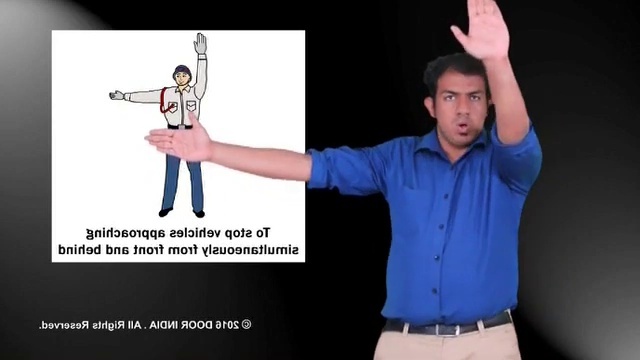 To stop vehicles approaching
simultaneously from front and behind
© 2016 DOOR INDIA . All Rights Reserved.